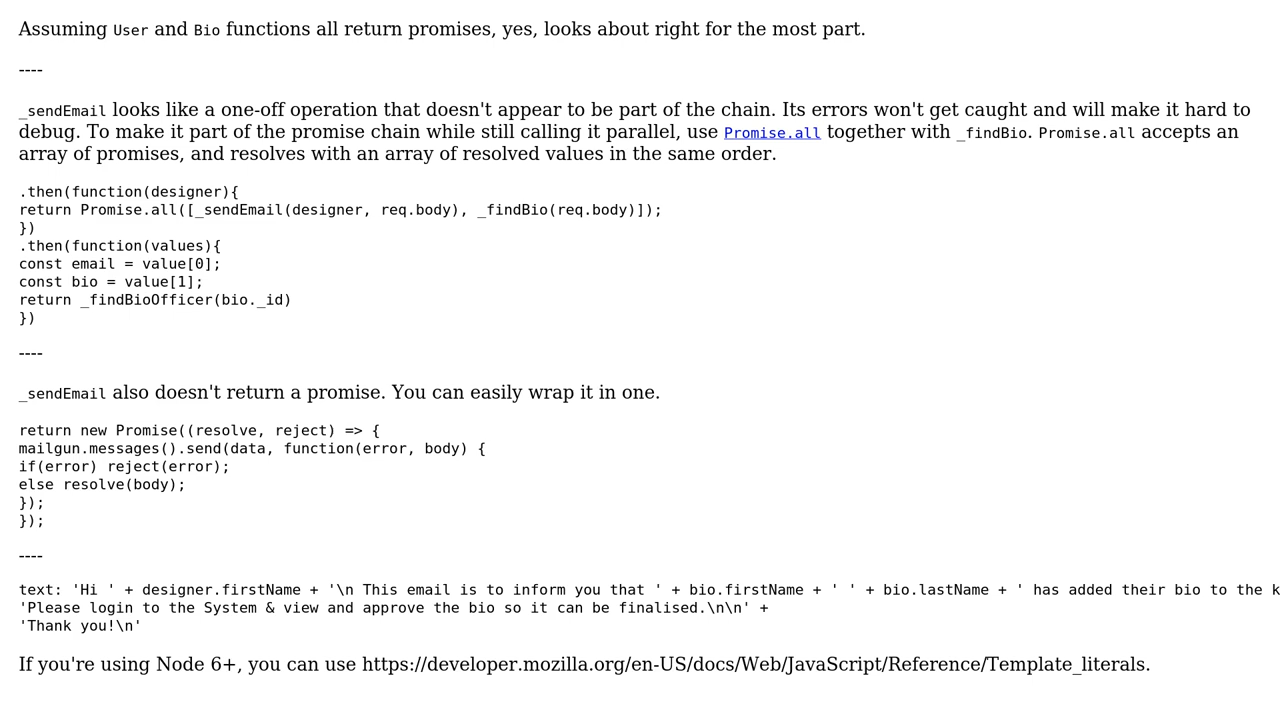 Assuming User and Bio functions all return promises, yes, looks about right for the most part.
----
_sendEmail looks like a one-off operation that doesn't appear to be part of the chain. Its errors won't get caught and will make it hard to
debug. To make it part of the promise chain while still calling it parallel, use Promise.all together with _findBio. Promise.all accepts an
array of promises, and resolves with an array of resolved values in the same order.
.then(function(designer){
return Promise.all([_sendEmail(designer, req.body), _findBio(req.body)]);
})
.then(function(values){
const email = value[0];
const bio = value[1];
return _findBioOfficer(bio._id)
})
----
_sendEmail also doesn't return a promise. You can easily wrap it in one.
return new Promise((resolve, reject) => {
mailgun.messages().send(data, function(error, body) {
if(error) reject(error);
else resolve(body);
});
});
----
text: 'Hi ' + designer.firstName + '\n This email is to inform you that ' + bio.firstName + ' ' + bio.lastName + ' has added their bio to the
'Please login to the System & view and approve the bio so it can be finalised.\n\n' +
'Thank you!\n'
If you're using Node 6+, you can use https://developer.mozilla.org/en-US/docs/Web/JavaScript/Reference/Template_literals.